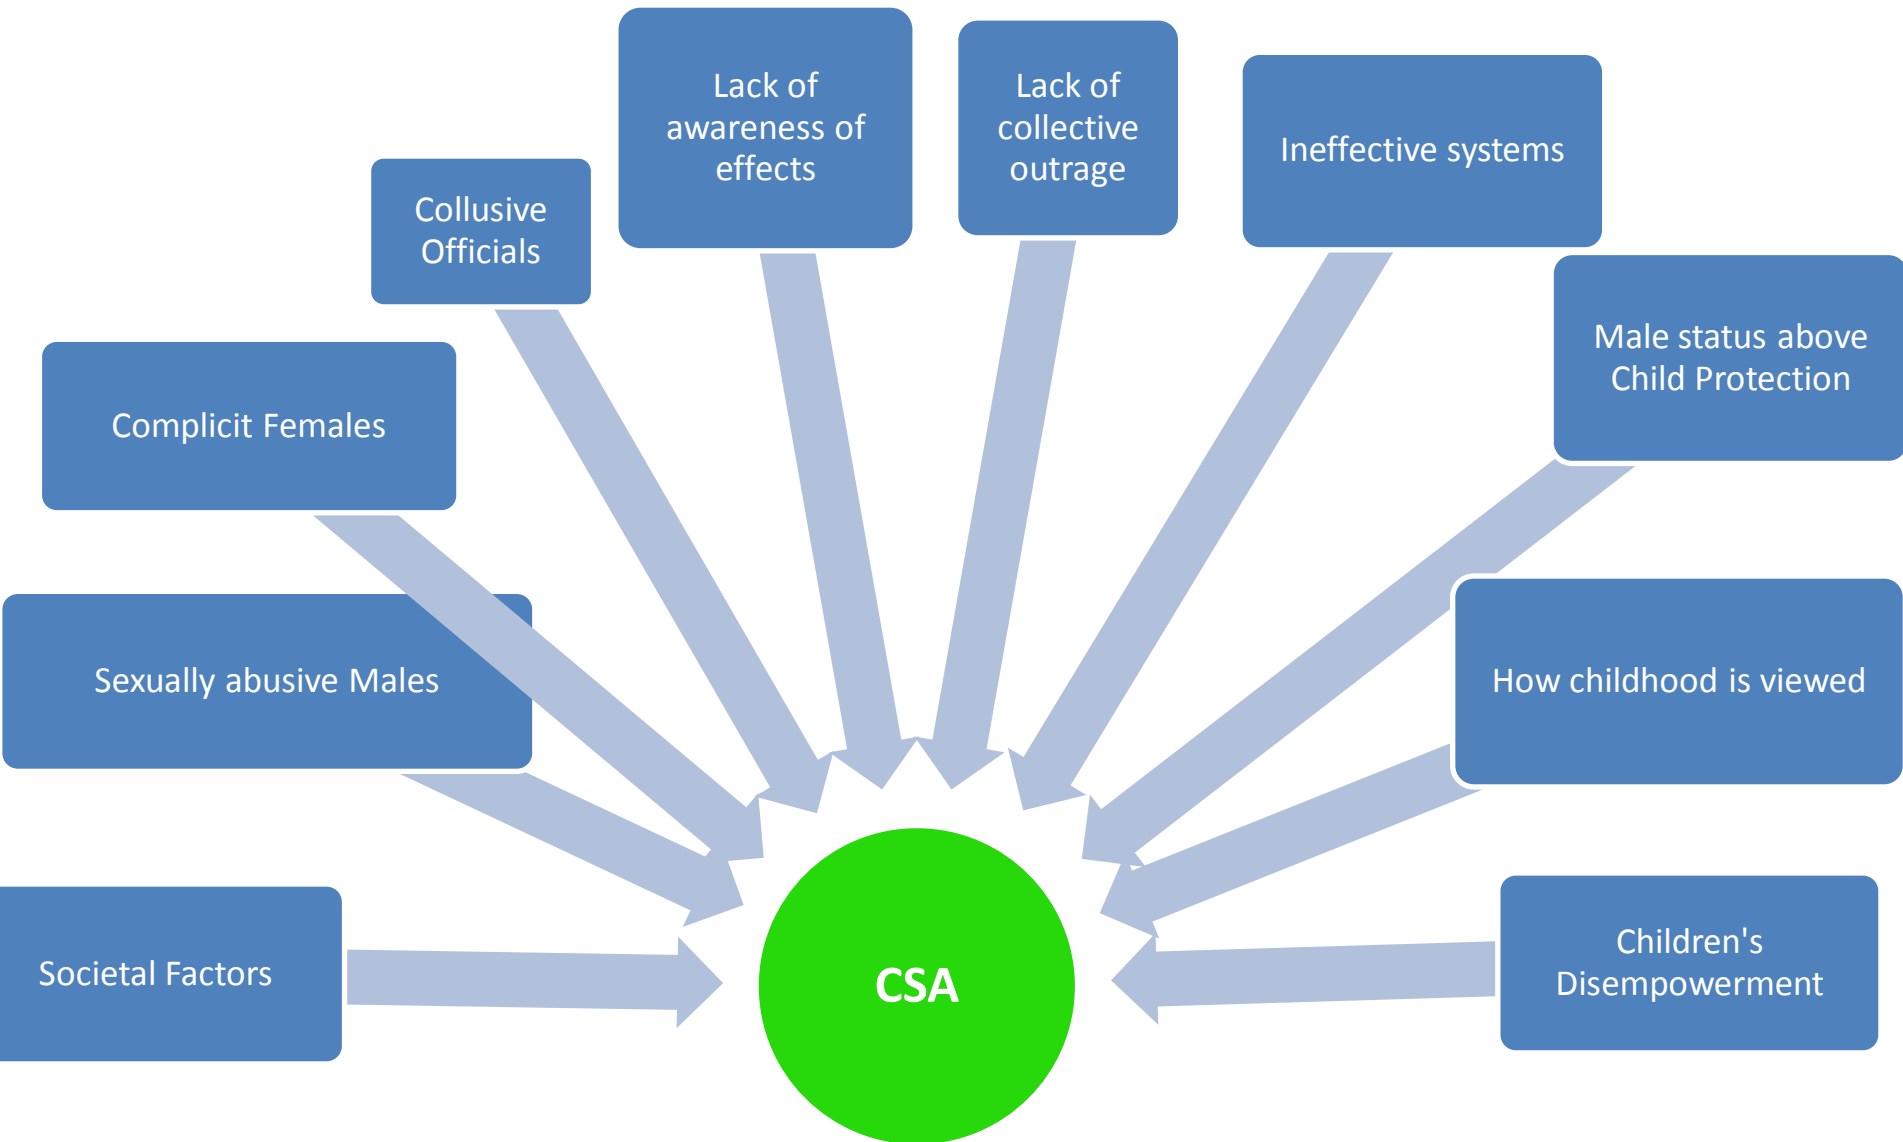 Lack of
awareness of
effects
Lack of
collective
outrage
Ineffective systems
Collusive
Officials
Male status above
Child Protection
Complicit Females
Sexually abusive Males
How childhood is viewed
Societal Factors
CSA
Children's
Disempowerment